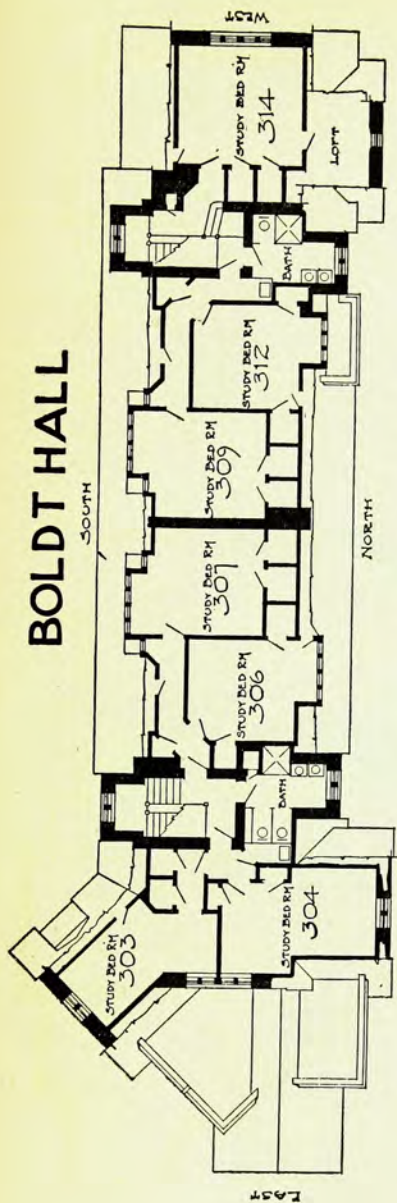 BOLDT HALL
SOUTH
WEST
EAST
NORTH
STUDY BED RM
303
STUDY BED RM
304
BATH
STUDY BED RM
306
STUDY BED RM
307
STUDY BED RM
309
STUDY BED RM
312
BATH
STUDY BED RM
314
LOFT